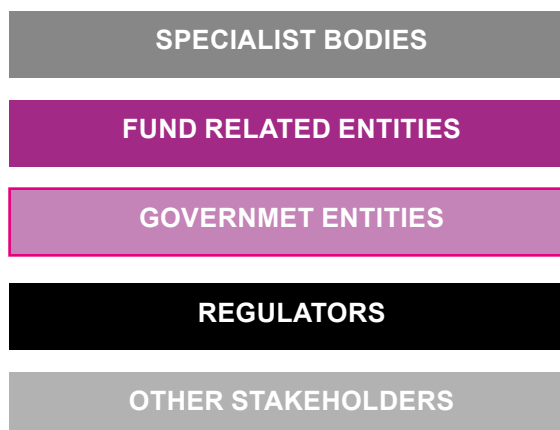 SPECIALIST BODIES
FUND RELATED ENTITIES
GOVERNMET ENTITIES
REGULATORS
OTHER STAKEHOLDERS